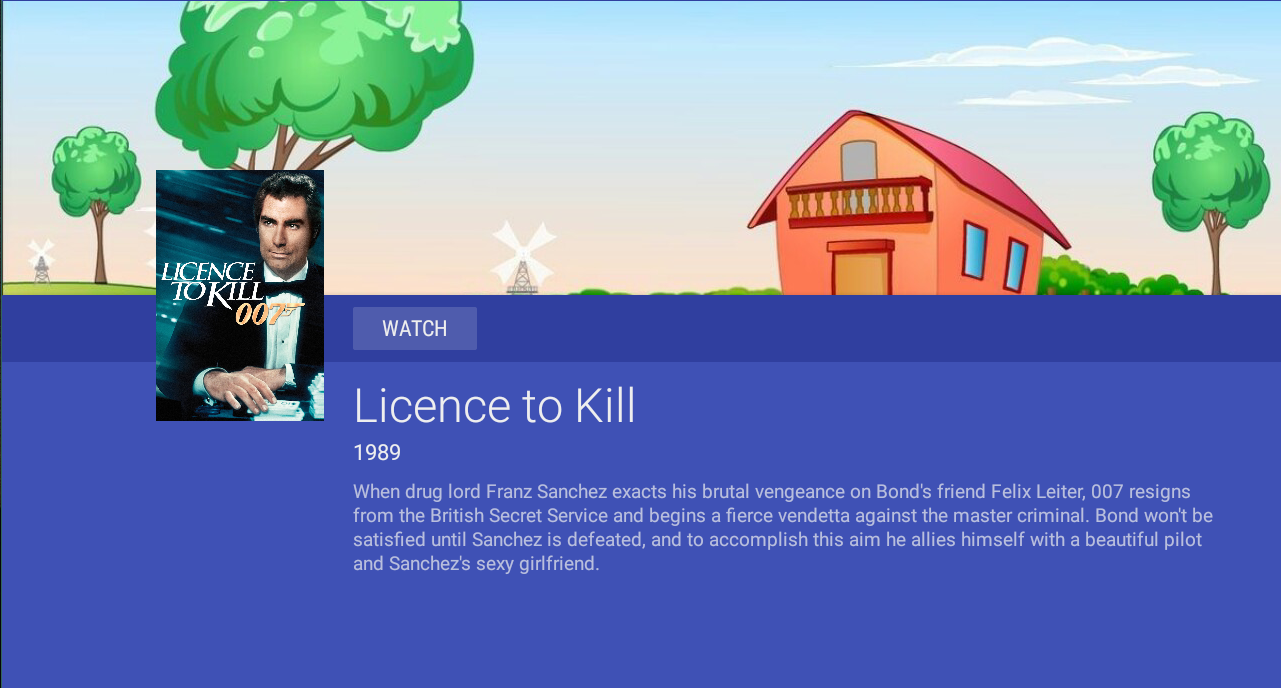 LICENCE
TO KILL
007
WATCH
Licence to Kill
1989
When drug lord Franz Sanchez exacts his brutal vengeance on Bond's friend Felix Leiter, 007 resigns
from the British Secret Service and begins a fierce vendetta against the master criminal. Bond won't be
satisfied until Sanchez is defeated, and to accomplish this aim he allies himself with a beautiful pilot
and Sanchez's sexy girlfriend.